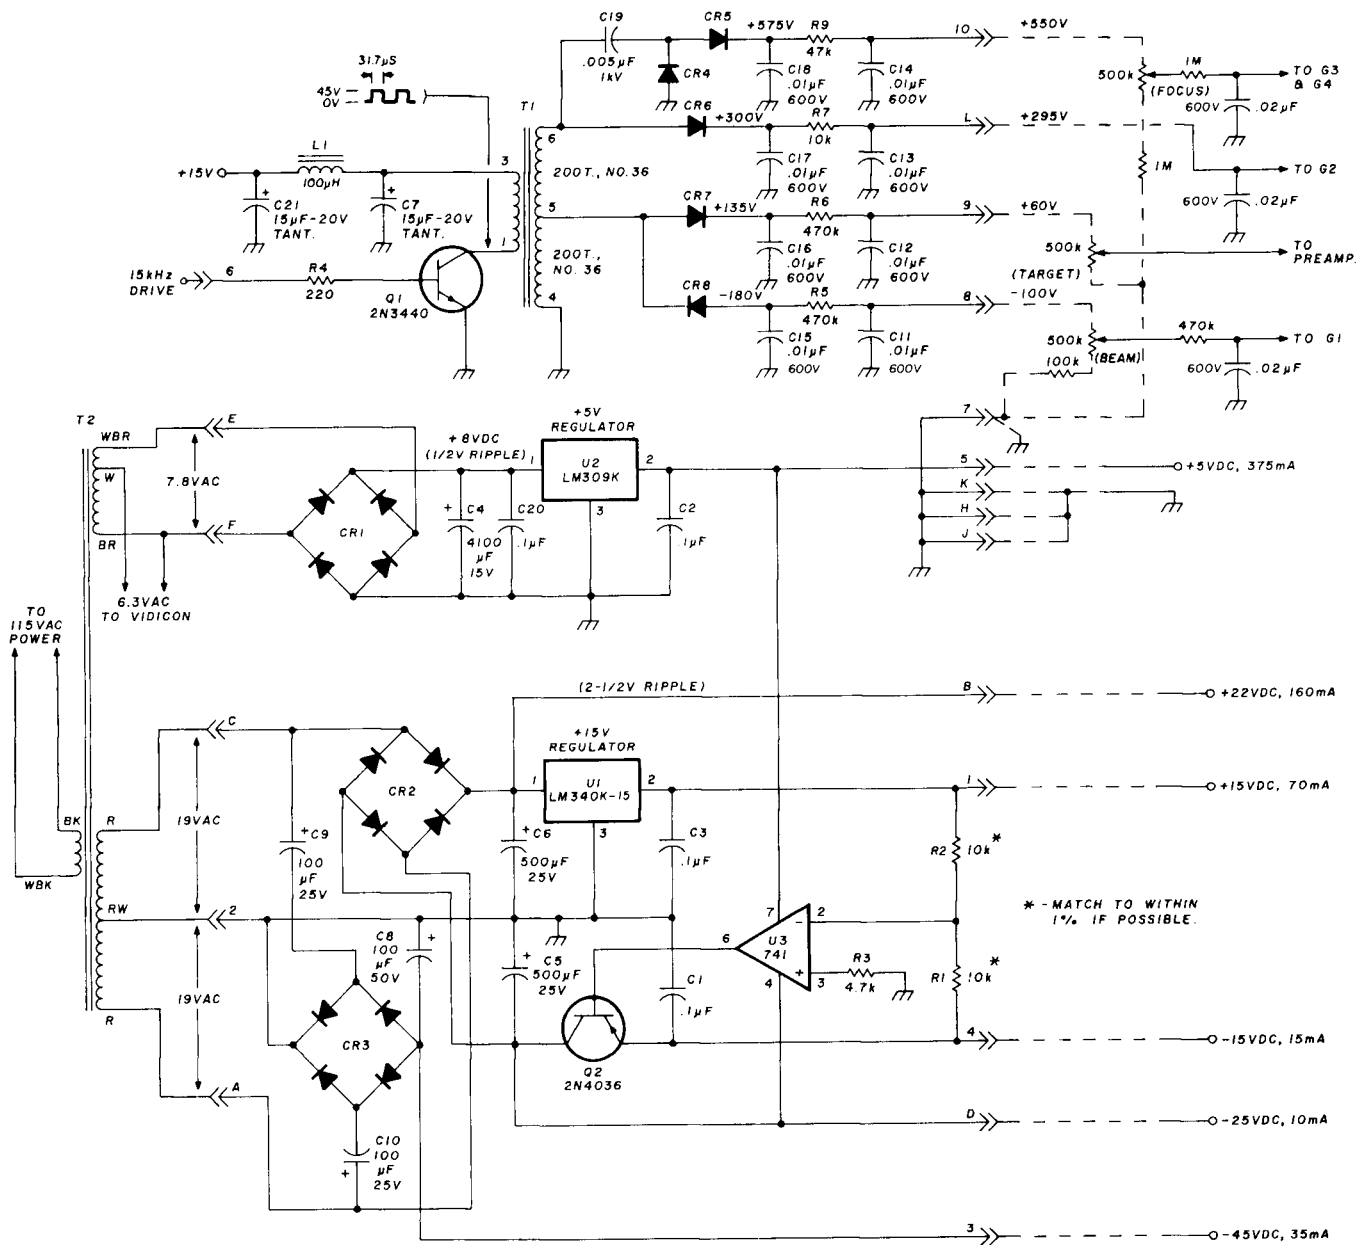 C19
.005µF
1kV
CR5
CR4
+575V
R9
47k
C18
.01µF
600V
C14
.01µF
600V
10
+550V
500k
1M
(FOCUS)
600V
.02µF
TO G3
& G4
31.7µS
45V
0V
T1
6
CR6
+300V
R7
10k
C17
.01µF
600V
C13
.01µF
600V
L
+295V
1M
600V
.02µF
TO G2
L1
100µH
+15V
+
C21
15µF-20V
TANT.
+
C7
15µF-20V
TANT.
3
1
200T., NO.36
5
200T.,
NO. 36
4
CR7
+135V
R6
470k
C16
.01µF
600V
C12
.01µF
600V
9
+60V
500k
(TARGET)
TO
PREAMP.
15kHz
DRIVE
6
R4
220
Q1
2N3440
CR8
-180V
R5
470k
C15
.01µF
600V
C11
.01µF
600V
8
-100V
500k
(BEAM)
100k
470k
600V
.02µF
TO G1
7
T2
WBR
W
BR
E
7.8VAC
F
6.3VAC
TO VIDICON
CR1
+8VDC
(1/2V RIPPLE)
+
C4
4100
µF
15V
C20
.1µF
+5V
REGULATOR
1
U2
LM309K
2
3
C2
.1µF
5
+5VDC, 375mA
K
H
J
TO
115VAC
POWER
BK
WBK
R
RW
R
C
19VAC
2
19VAC
A
+
C9
100
µF
25V
CR2
(2-1/2V RIPPLE)
B
+22VDC, 160mA
+15V
REGULATOR
1
U1
LM340K-15
2
3
+
C6
500µF
25V
C3
.1µF
1
+15VDC, 70mA
R2
10k
*
* - MATCH TO WITHIN
1% IF POSSIBLE.
C8
100
µF
50V
+
+
C5
500µF
25V
C1
.1µF
7
2
-
U3
741
6
+
4
3
R3
4.7k
R1
10k
*
CR3
Q2
2N4036
4
-15VDC, 15mA
C10
100
µF
25V
+
D
-25VDC, 10mA
3
-45VDC, 35mA